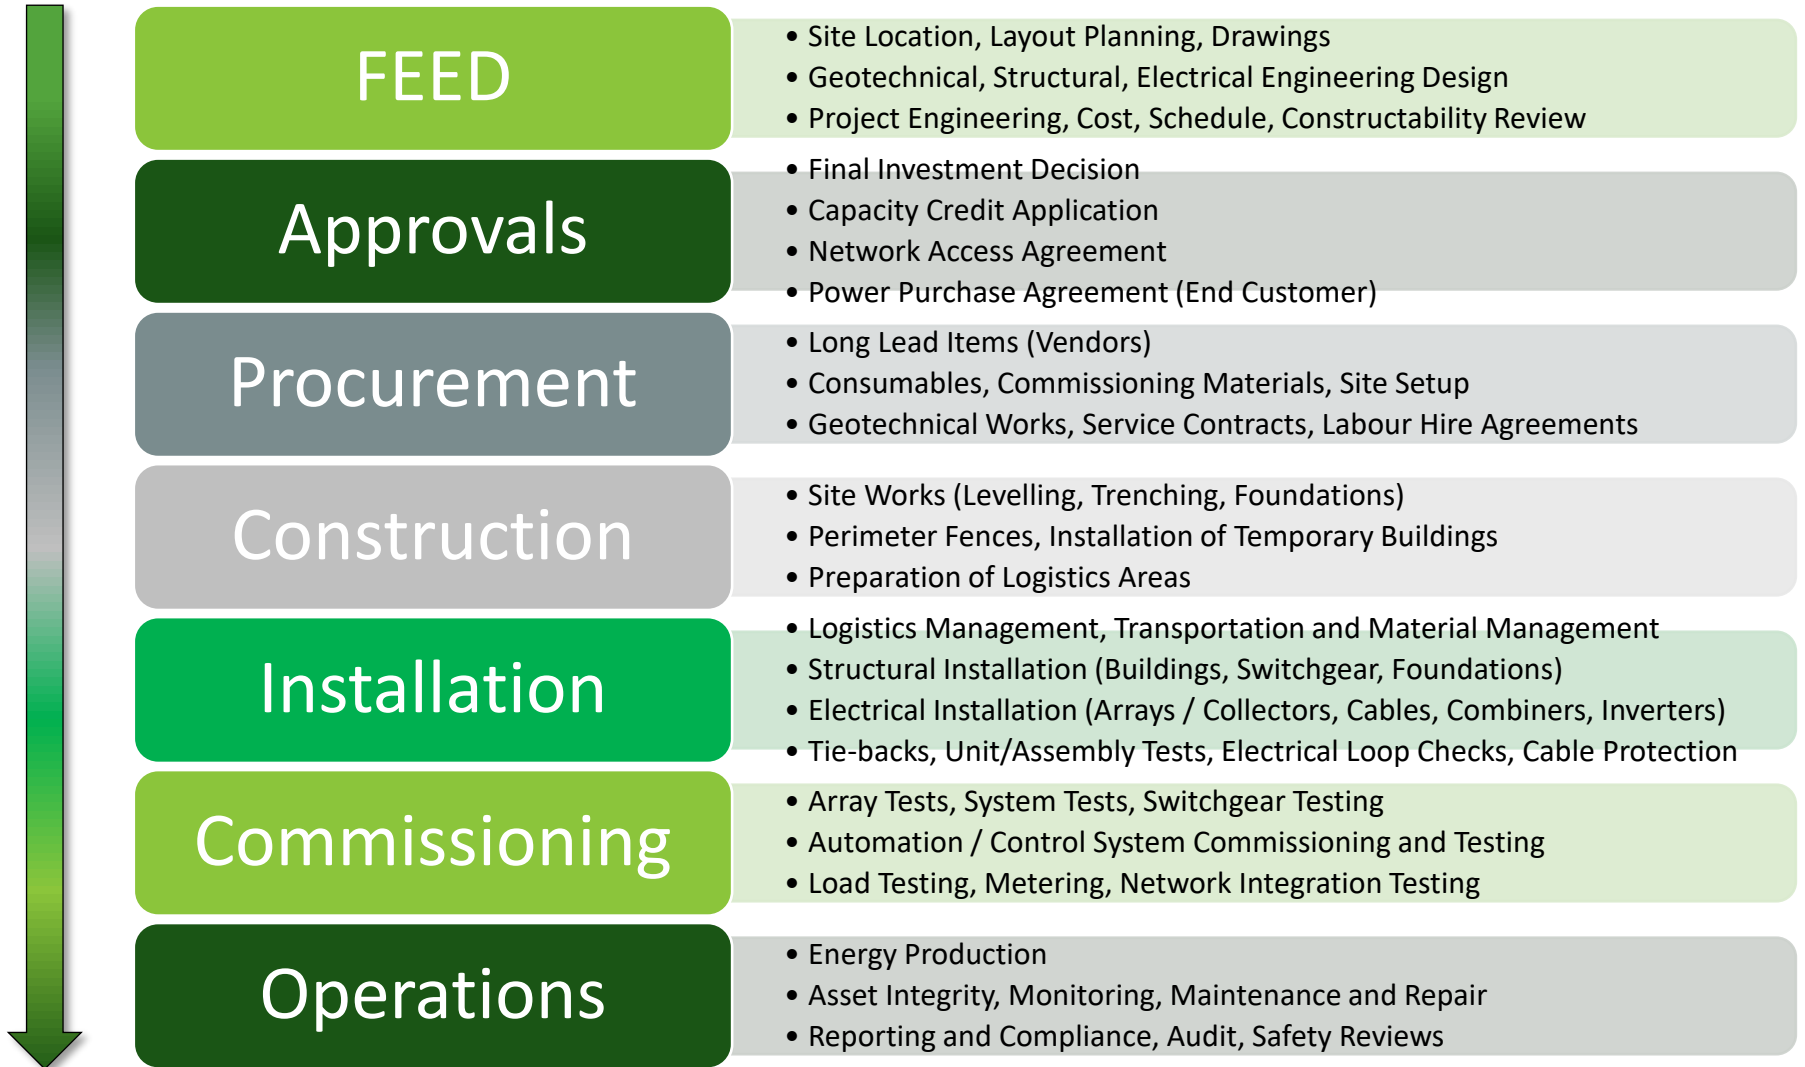 FEED
• Site Location, Layout Planning, Drawings
• Geotechnical, Structural, Electrical Engineering Design
• Project Engineering, Cost, Schedule, Constructability Review
Approvals
• Final Investment Decision
• Capacity Credit Application
• Network Access Agreement
• Power Purchase Agreement (End Customer)
Procurement
• Long Lead Items (Vendors)
• Consumables, Commissioning Materials, Site Setup
• Geotechnical Works, Service Contracts, Labour Hire Agreements
Construction
• Site Works (Levelling, Trenching, Foundations)
• Perimeter Fences, Installation of Temporary Buildings
• Preparation of Logistics Areas
Installation
• Logistics Management, Transportation and Material Management
• Structural Installation (Buildings, Switchgear, Foundations)
• Electrical Installation (Arrays / Collectors, Cables, Combiners, Inverters)
• Tie-backs, Unit/Assembly Tests, Electrical Loop Checks, Cable Protection
Commissioning
• Array Tests, System Tests, Switchgear Testing
• Automation / Control System Commissioning and Testing
• Load Testing, Metering, Network Integration Testing
Operations
• Energy Production
• Asset Integrity, Monitoring, Maintenance and Repair
• Reporting and Compliance, Audit, Safety Reviews